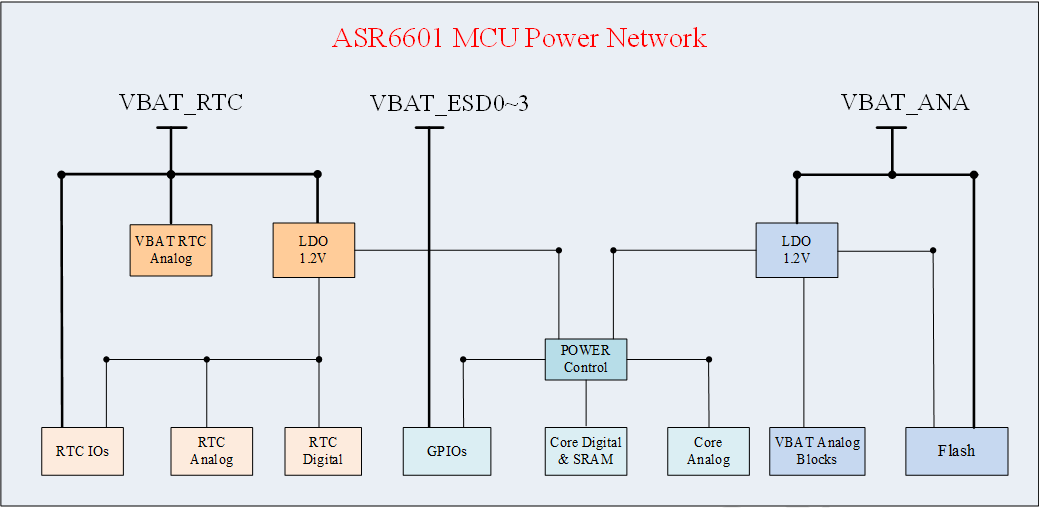 ASR6601 MCU Power Network
VBAT_RTC
VBAT_ESD0~3
VBAT_ANA
VBAT RTC
Analog
LDO
1.2V
LDO
1.2V
POWER
Control
RTC IOs
RTC
Analog
RTC
Digital
GPIOs
Core Digital
& SRAM
Core
Analog
VBAT Analog
Blocks
Flash